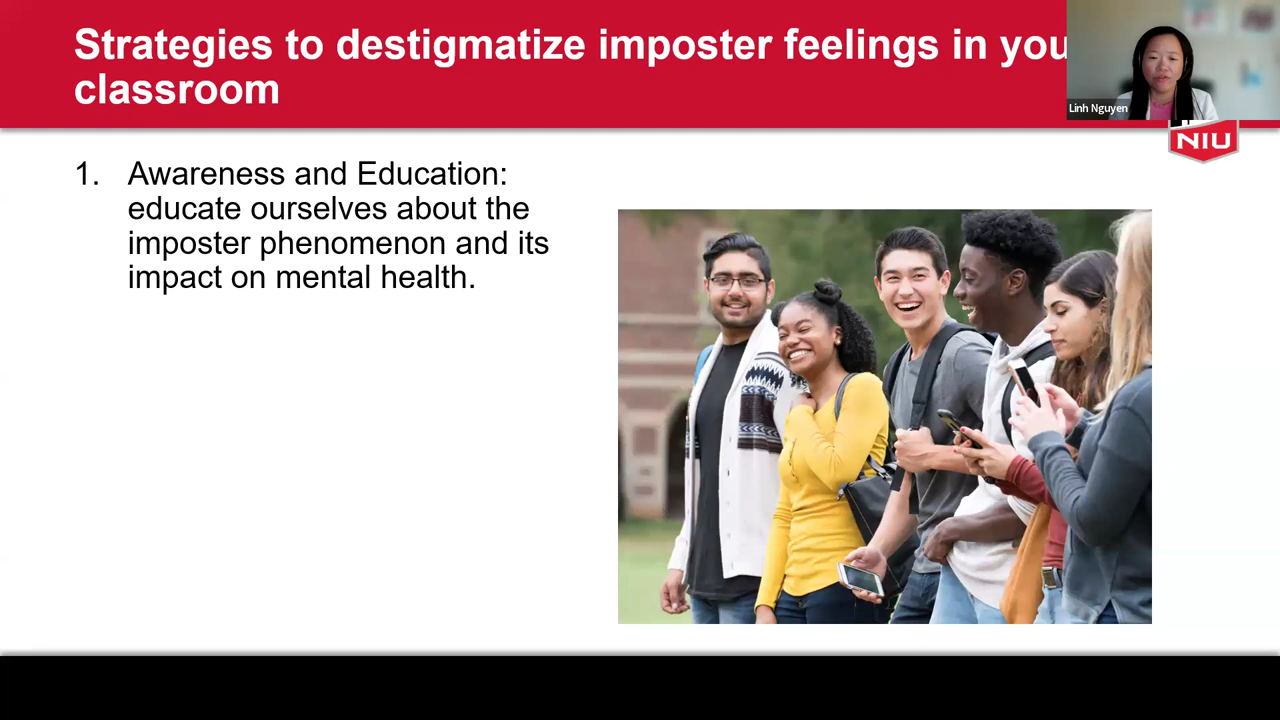 Strategies to destigmatize imposter feelings in you
classroom
Linh Nguyen
NIU
1. Awareness and Education:
educate ourselves about the
imposter phenomenon and its
impact on mental health.